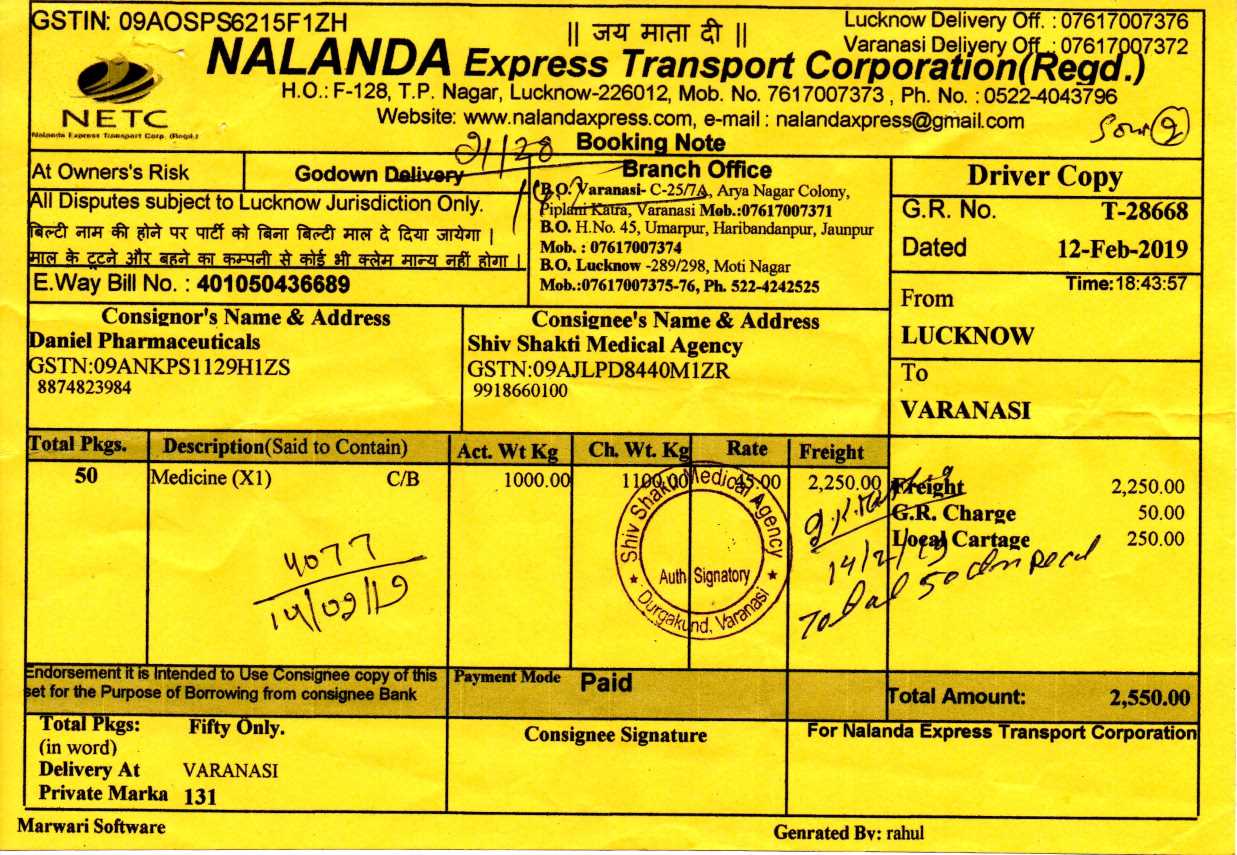 GSTIN: 09AOSPS6215F1ZH
|| जय माता दी ||
Lucknow Delivery Off. : 07617007376
Varanasi Delivery Off. : 07617007372
NALANDA Express Transport Corporation(Regd.)
NETC
Nalanda Express Transport Corp. (Regd.)
H.O.: F-128, T.P. Nagar, Lucknow-226012, Mob. No. 7617007373 , Ph. No. : 0522-4043796
Website: www.nalandaxpress.com, e-mail : nalandaxpress@gmail.com
Booking Note
At Owners's Risk
Godown Delivery
Branch Office
Driver Copy
All Disputes subject to Lucknow Jurisdiction Only.
बिल्टी नाम की होने पर पार्टी को बिना बिल्टी माल दे दिया जायेगा |
माल के टूटने और बहने का कम्पनी से कोई भी क्लेम मान्य नहीं होगा |
E.Way Bill No. : 401050436689
B.O. Varanasi- C-25/7A, Arya Nagar Colony,
Piplani Katra, Varanasi Mob.:07617007371
B.O. H.No. 45, Umarpur, Haribandanpur, Jaunpur
Mob. : 07617007374
B.O. Lucknow -289/298, Moti Nagar
Mob.:07617007375-76, Ph. 522-4242525
G.R. No. T-28668
Dated 12-Feb-2019
Time:18:43:57
From
LUCKNOW
To
VARANASI
Consignor's Name & Address
Daniel Pharmaceuticals
GSTN:09ANKPS1129H1ZS
8874823984
Consignee's Name & Address
Shiv Shakti Medical Agency
GSTN:09AJLPD8440M1ZR
9918660100
Total Pkgs. Description(Said to Contain) Act. Wt Kg Ch. Wt. Kg Rate Freight
50 Medicine (X1) C/B 1000.00 1100.00 45.00 2,250.00
Freight 2,250.00
G.R. Charge 50.00
Local Cartage 250.00
Shiv Shakti Medical Agency
Auth Signatory
Durgakund, Varanasi
4077
14/02/19
14/2/19
Total 50
Endorsement it is Intended to Use Consignee copy of this
set for the Purpose of Borrowing from consignee Bank
Payment Mode Paid
Total Amount: 2,550.00
Total Pkgs: Fifty Only.
(in word)
Delivery At VARANASI
Private Marka 131
Consignee Signature
For Nalanda Express Transport Corporation
Marwari Software
Genrated By: rahul